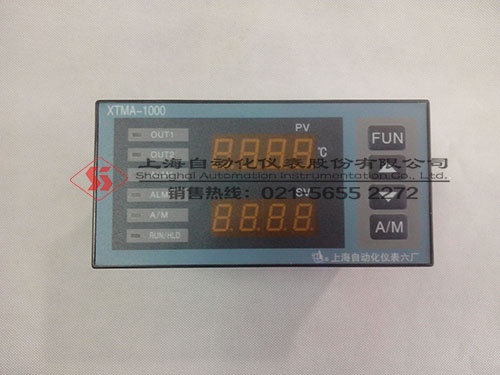 XTMA-1000
PV
OUT1
OUT2
℃
FUN
上海自动化仪表股份有限公司
Shanghai Automation Instrumentation Co., Ltd.
销售热线: 021-5655 2272
ALM
SV
A/M
RUN/HLD
A/M
上海自动化仪表六厂